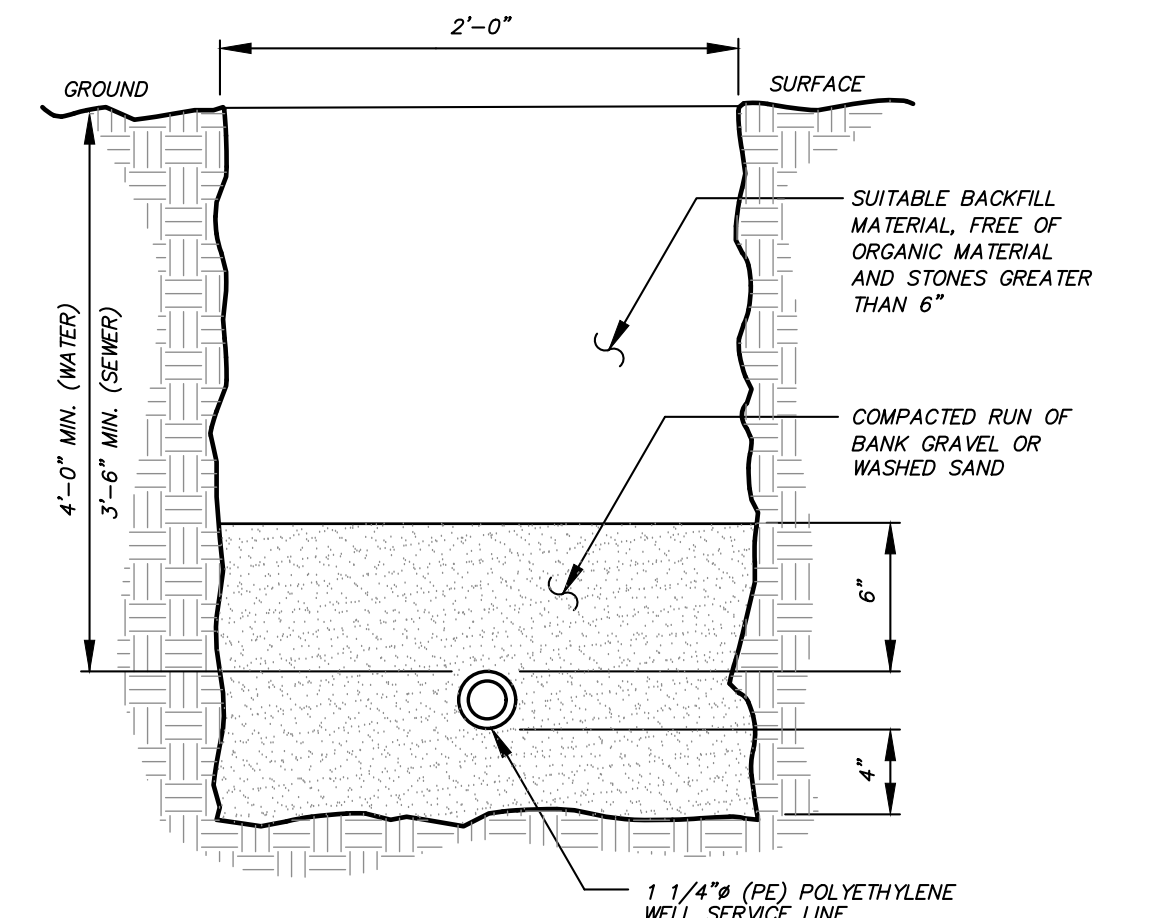 2'-0"
GROUND
SURFACE
SUITABLE BACKFILL
MATERIAL, FREE OF
ORGANIC MATERIAL
AND STONES GREATER
THAN 6"
4'-0" MIN. (WATER)
3'-6" MIN. (SEWER)
COMPACTED RUN OF
BANK GRAVEL OR
WASHED SAND
6"
4"
1 1/4"ø (PE) POLYETHYLENE
WELL SERVICE LINE